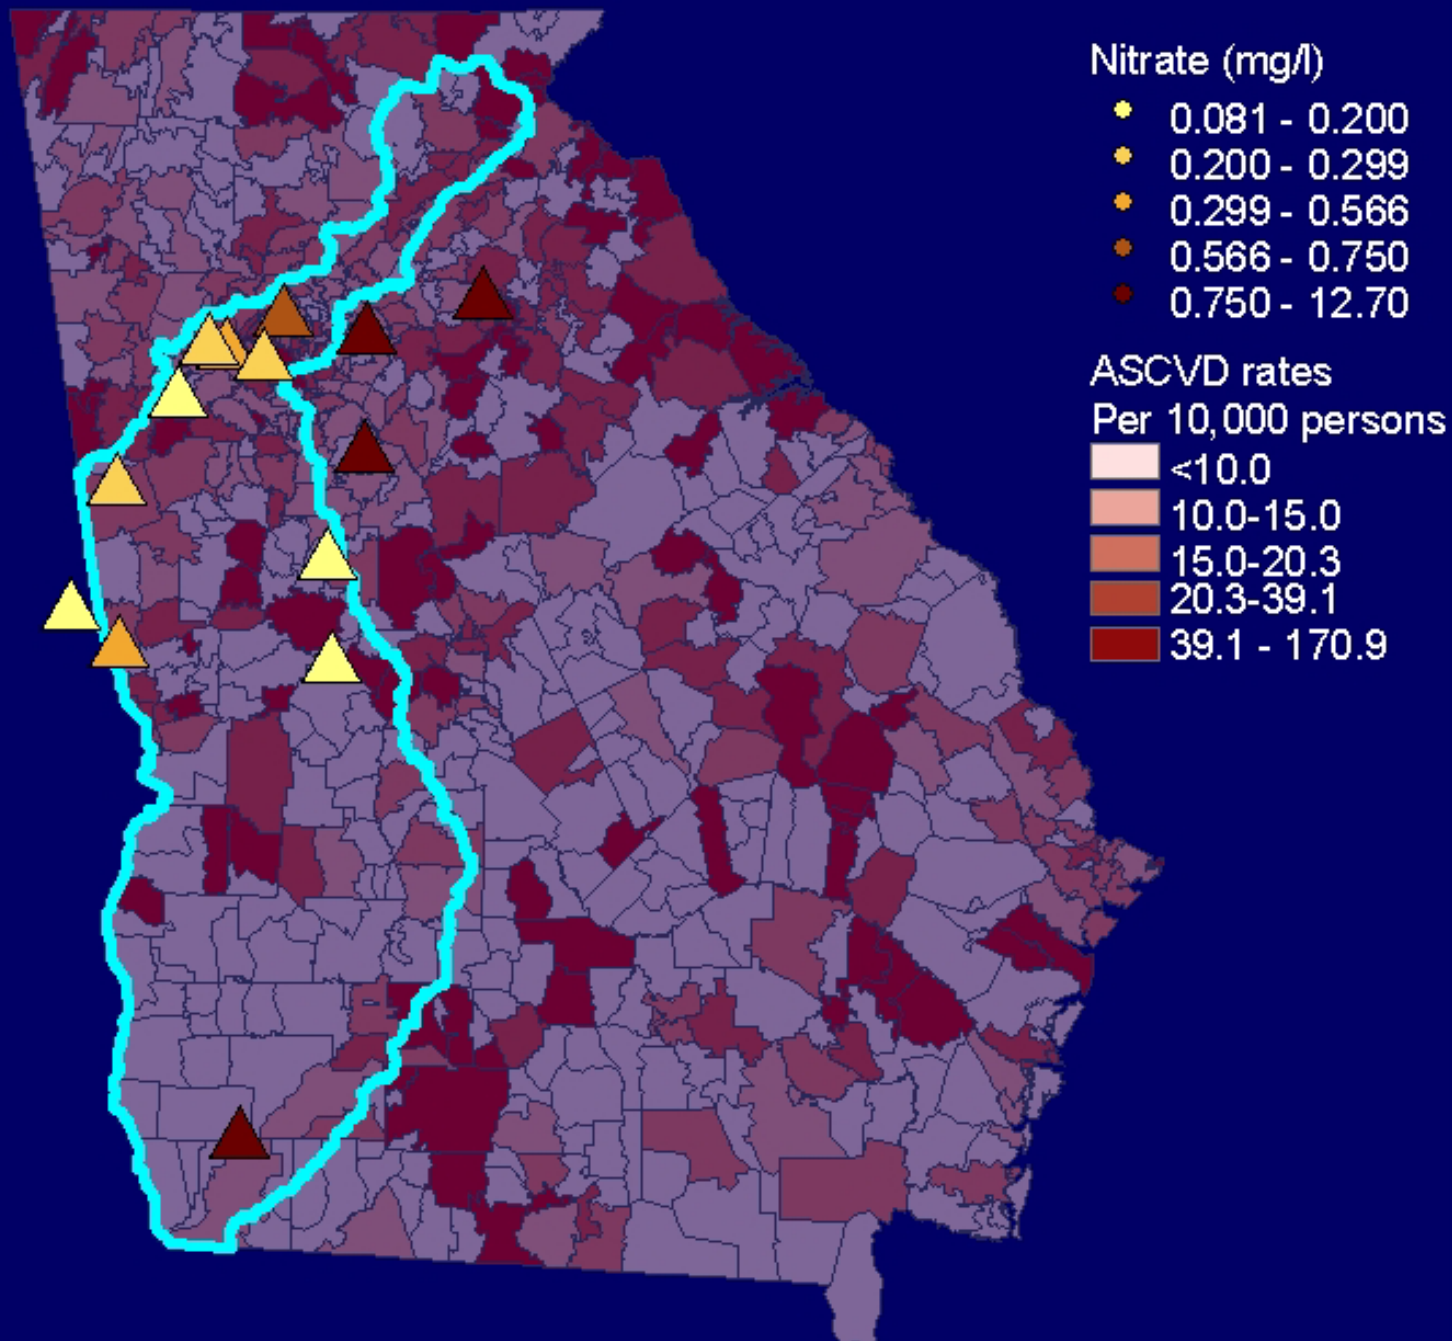 Nitrate (mg/l)
0.081 - 0.200
0.200 - 0.299
0.299 - 0.566
0.566 - 0.750
0.750 - 12.70
ASCVD rates
Per 10,000 persons
<10.0
10.0-15.0
15.0-20.3
20.3-39.1
39.1 - 170.9